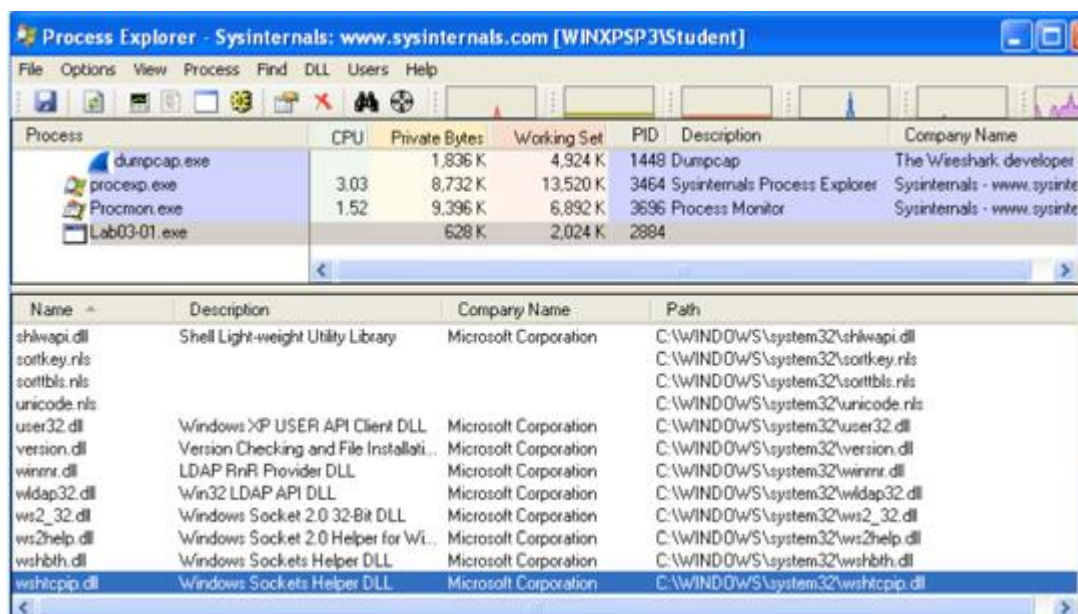 Process Explorer - Sysinternals: www.sysinternals.com [WINXPSP3\Student]
File Options View Process Find DLL Users Help
Process CPU Private Bytes Working Set PID Description Company Name
dumpcap.exe 1,836 K 4,924 K 1448 Dumpcap The Wireshark developer
procexp.exe 3.03 8,732 K 13,520 K 3464 Sysinternals Process Explorer Sysinternals - www.sysinte
Procmon.exe 1.52 9,396 K 6,892 K 3696 Process Monitor Sysinternals - www.sysinte
Lab03-01.exe 628 K 2,024 K 2884
Name Description Company Name Path
shlwapi.dll Shell Light-weight Utility Library Microsoft Corporation C:\WINDOWS\system32\shlwapi.dll
sortkey.nls C:\WINDOWS\system32\sortkey.nls
sorttbls.nls C:\WINDOWS\system32\sorttbls.nls
unicode.nls C:\WINDOWS\system32\unicode.nls
user32.dll Windows XP USER API Client DLL Microsoft Corporation C:\WINDOWS\system32\user32.dll
version.dll Version Checking and File Installati... Microsoft Corporation C:\WINDOWS\system32\version.dll
winrnr.dll LDAP RnR Provider DLL Microsoft Corporation C:\WINDOWS\system32\winrnr.dll
wldap32.dll Win32 LDAP API DLL Microsoft Corporation C:\WINDOWS\system32\wldap32.dll
ws2_32.dll Windows Socket 2.0 32-Bit DLL Microsoft Corporation C:\WINDOWS\system32\ws2_32.dll
ws2help.dll Windows Socket 2.0 Helper for Wi... Microsoft Corporation C:\WINDOWS\system32\ws2help.dll
wshbth.dll Windows Sockets Helper DLL Microsoft Corporation C:\WINDOWS\system32\wshbth.dll
wshtcpip.dll Windows Sockets Helper DLL Microsoft Corporation C:\WINDOWS\system32\wshtcpip.dll